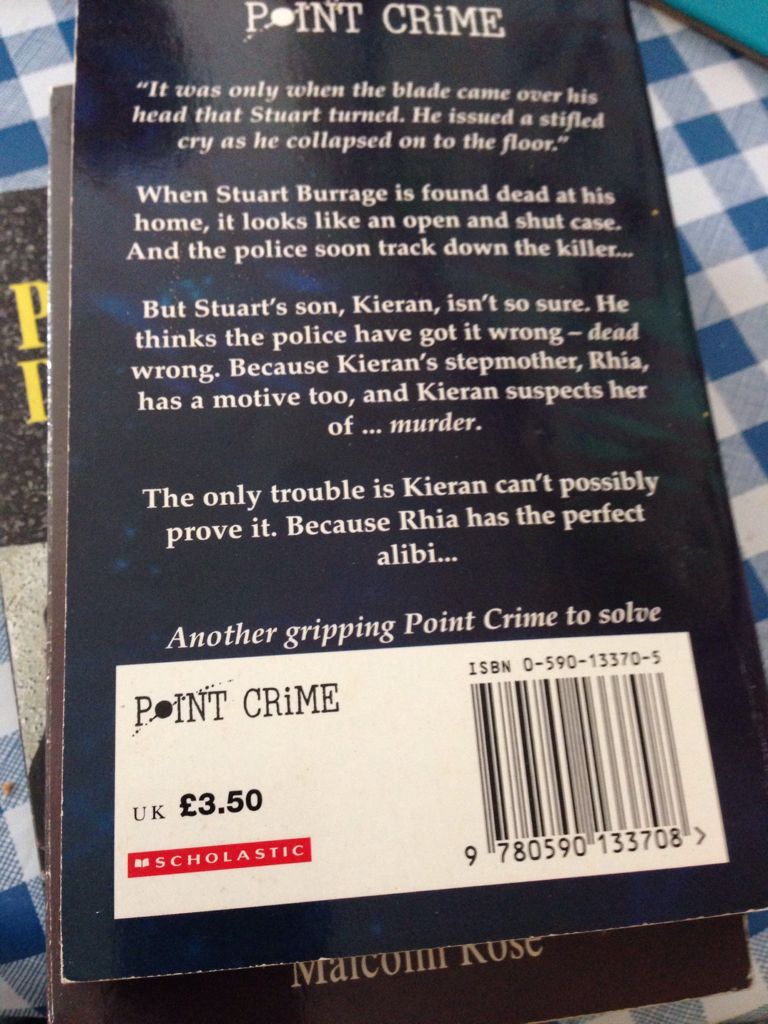 POINT CRiME
"It was only when the blade came over his
head that Stuart turned. He issued a stifled
cry as he collapsed on to the floor."
When Stuart Burrage is found dead at his
home, it looks like an open and shut case.
And the police soon track down the killer...
But Stuart's son, Kieran, isn't so sure. He
thinks the police have got it wrong – dead
wrong. Because Kieran's stepmother, Rhia,
has a motive too, and Kieran suspects her
of ... murder.
The only trouble is Kieran can't possibly
prove it. Because Rhia has the perfect
alibi...
Another gripping Point Crime to solve
POINT CRiME
ISBN 0-590-13370-5
UK £3.50
SCHOLASTIC
9 780590 133708 >
Malcolm Rose